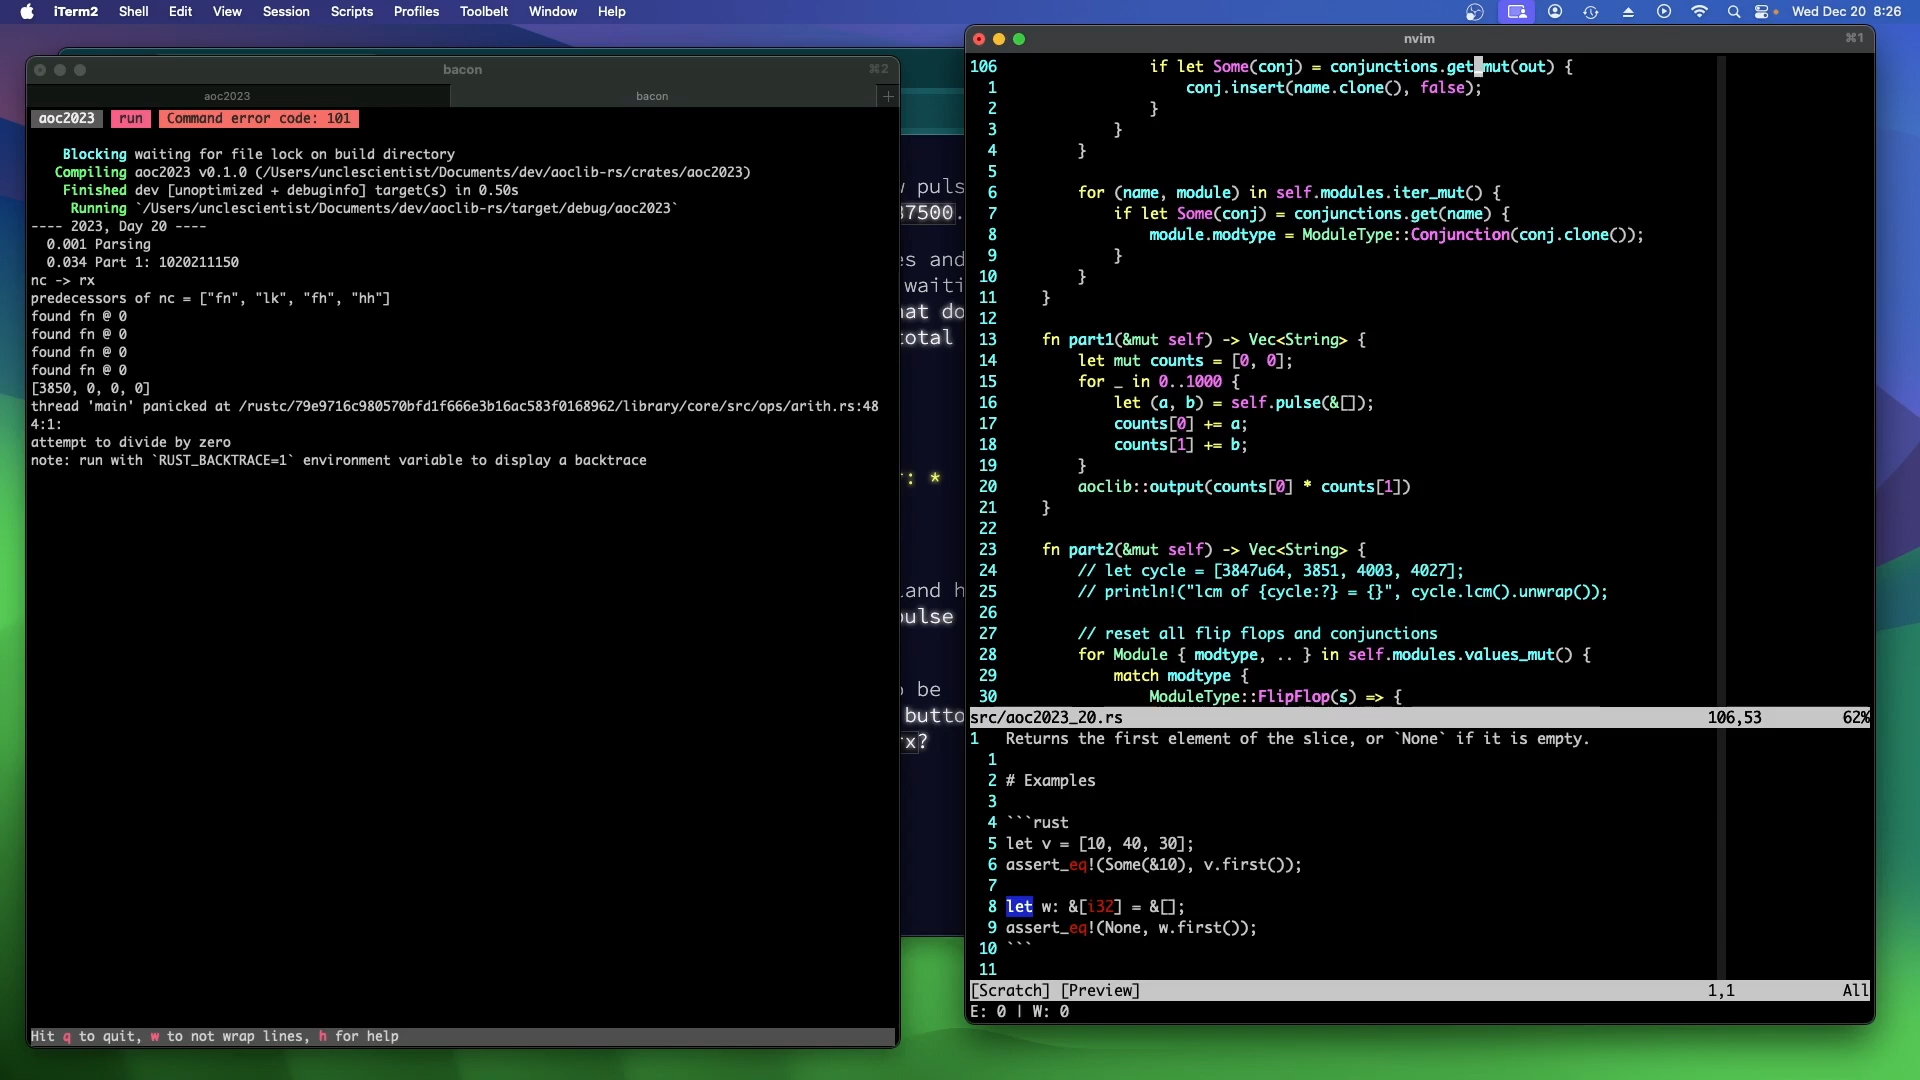 iTerm2 Shell Edit View Session Scripts Profiles Toolbelt Window Help Wed Dec 20 8:26
bacon ⌘2
aoc2023 bacon +
aoc2023 run Command error code: 101
Blocking waiting for file lock on build directory
Compiling aoc2023 v0.1.0 (/Users/unclescientist/Documents/dev/aoclib-rs/crates/aoc2023)
Finished dev [unoptimized + debuginfo] target(s) in 0.50s
Running `/Users/unclescientist/Documents/dev/aoclib-rs/target/debug/aoc2023`
---- 2023, Day 20 ----
0.001 Parsing
0.034 Part 1: 1020211150
nc -> rx
predecessors of nc = ["fn", "lk", "fh", "hh"]
found fn @ 0
found fn @ 0
found fn @ 0
found fn @ 0
[3850, 0, 0, 0]
thread 'main' panicked at /rustc/79e9716c980570bfd1f666e3b16ac583f0168962/library/core/src/ops/arith.rs:48
4:1:
attempt to divide by zero
note: run with `RUST_BACKTRACE=1` environment variable to display a backtrace
Hit q to quit, w to not wrap lines, h for help
puls
37500.
es and
waiti
hat do
total
: *
and h
pulse
be
butto
rx?
nvim ⌘1
106 if let Some(conj) = conjunctions.get_mut(out) {
1 conj.insert(name.clone(), false);
2 }
3 }
4 }
5
6 for (name, module) in self.modules.iter_mut() {
7 if let Some(conj) = conjunctions.get(name) {
8 module.modtype = ModuleType::Conjunction(conj.clone());
9 }
10 }
11 }
12
13 fn part1(&mut self) -> Vec<String> {
14 let mut counts = [0, 0];
15 for _ in 0..1000 {
16 let (a, b) = self.pulse(&[]);
17 counts[0] += a;
18 counts[1] += b;
19 }
20 aoclib::output(counts[0] * counts[1])
21 }
22
23 fn part2(&mut self) -> Vec<String> {
24 // let cycle = [3847u64, 3851, 4003, 4027];
25 // println!("lcm of {cycle:?} = {}", cycle.lcm().unwrap());
26
27 // reset all flip flops and conjunctions
28 for Module { modtype, .. } in self.modules.values_mut() {
29 match modtype {
30 ModuleType::FlipFlop(s) => {
src/aoc2023_20.rs 106,53 62%
1 Returns the first element of the slice, or `None` if it is empty.
1
2 # Examples
3
4 ```rust
5 let v = [10, 40, 30];
6 assert_eq!(Some(&10), v.first());
7
8 let w: &[i32] = &[];
9 assert_eq!(None, w.first());
10 ```
11
[Scratch] [Preview] 1,1 All
E: 0 | W: 0